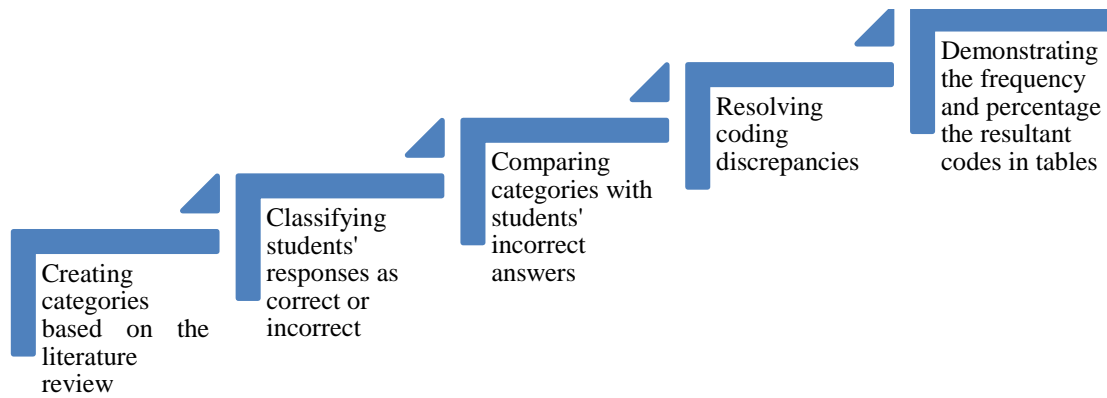 Creating
categories
based on the
literature
review
Classifying
students'
responses as
correct or
incorrect
Comparing
categories with
students'
incorrect
answers
Resolving
coding
discrepancies
Demonstrating
the frequency
and percentage
the resultant
codes in tables